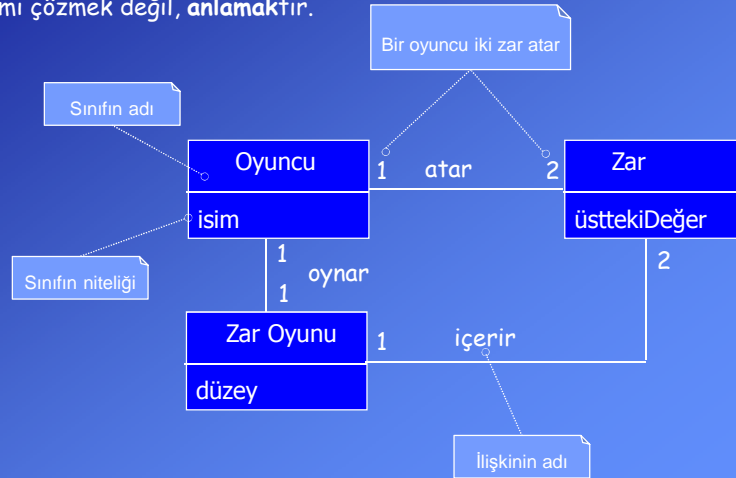 mı çözmek değil, anlamaktır.
Bir oyuncu iki zar atar
Sınıfın adı
Oyuncu
1 atar 2
Zar
isim
üsttekiDeğer
Sınıfın niteliği
1
oynar
1
2
Zar Oyunu
1 içerir
düzey
İlişkinin adı